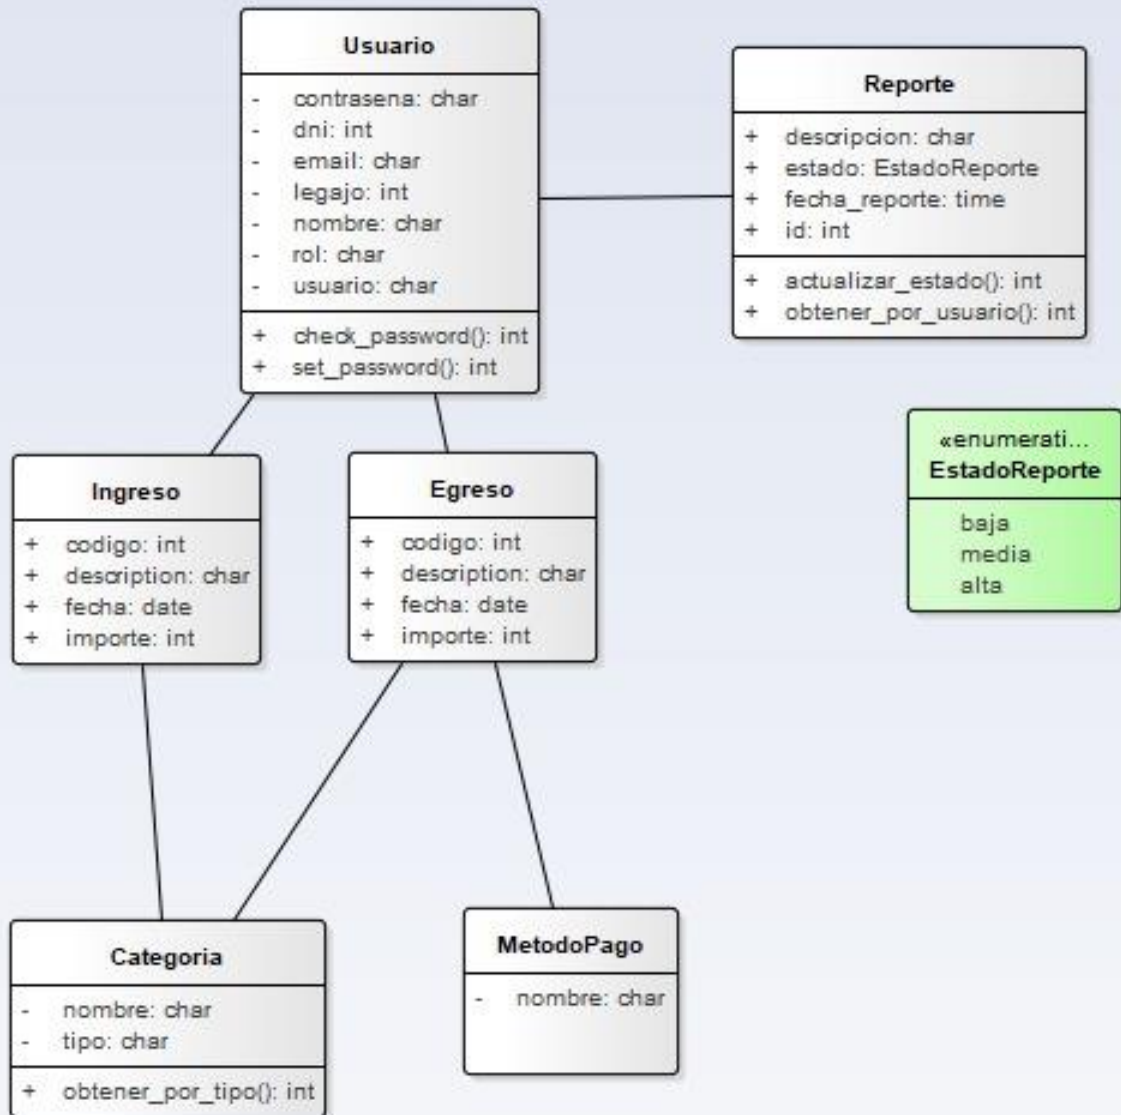 Usuario
- contrasena: char
- dni: int
- email: char
- legajo: int
- nombre: char
- rol: char
- usuario: char
+ check_password(): int
+ set_password(): int
Reporte
+ descripcion: char
+ estado: EstadoReporte
+ fecha_reporte: time
+ id: int
+ actualizar_estado(): int
+ obtener_por_usuario(): int
«enumerati...
EstadoReporte
baja
media
alta
Ingreso
+ codigo: int
+ description: char
+ fecha: date
+ importe: int
Egreso
+ codigo: int
+ description: char
+ fecha: date
+ importe: int
Categoria
- nombre: char
- tipo: char
+ obtener_por_tipo(): int
MetodoPago
- nombre: char